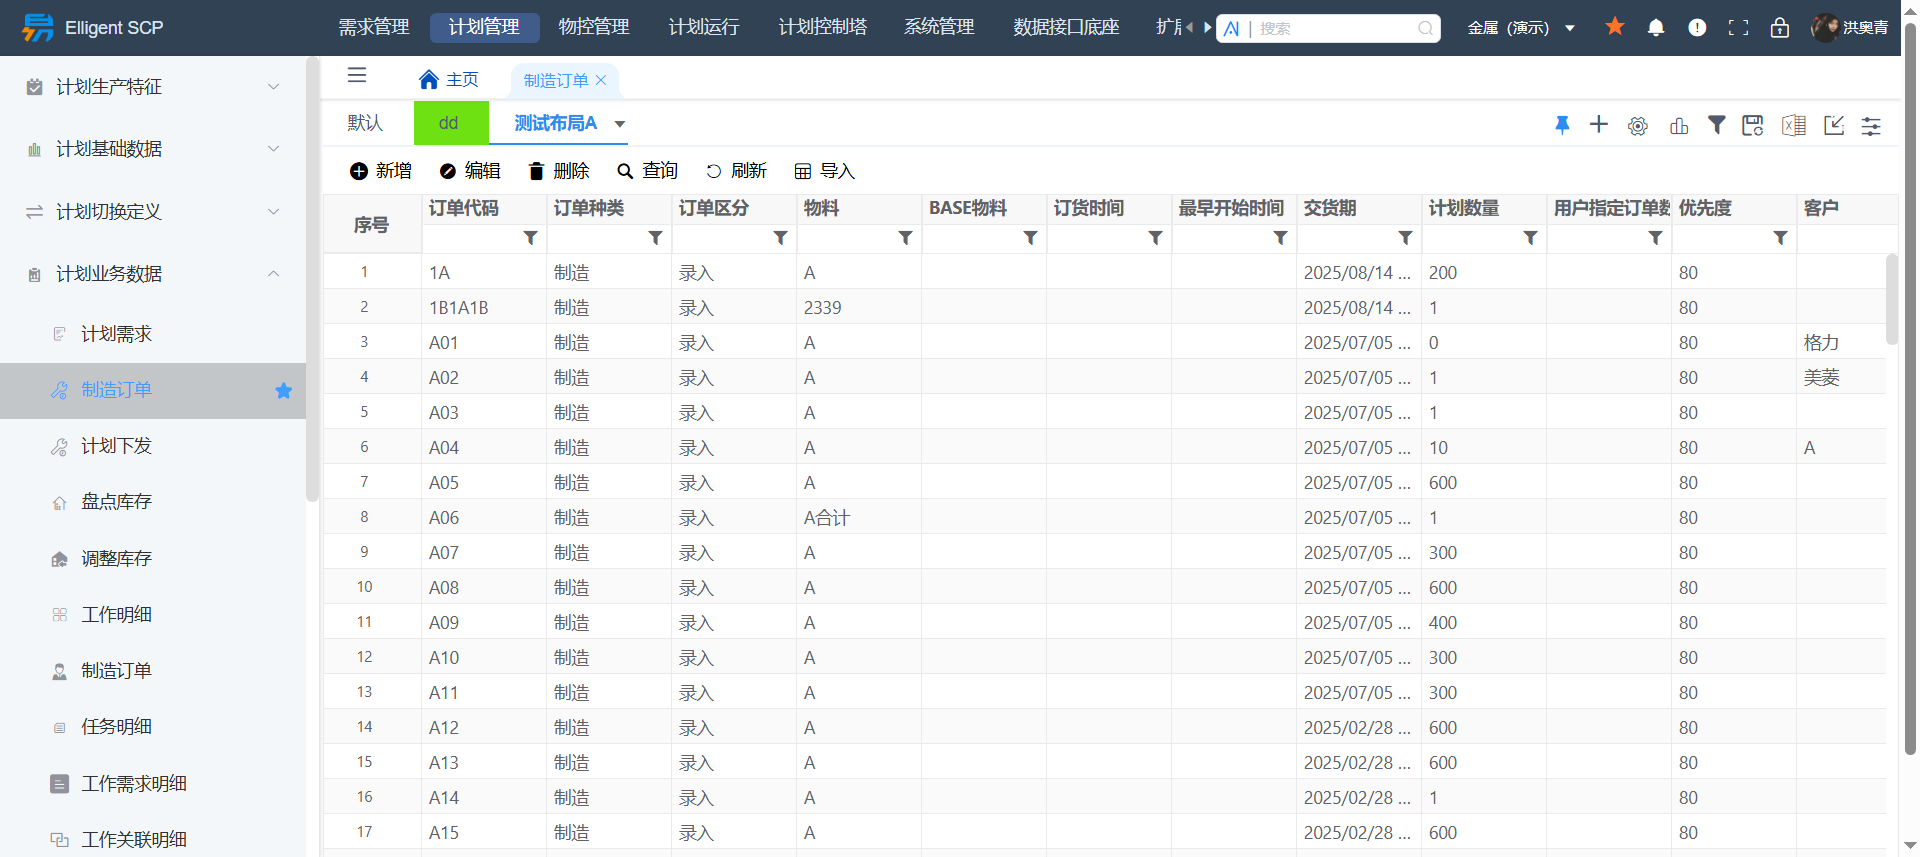 Elligent SCP
需求管理 计划管理 物控管理 计划运行 计划控制塔 系统管理 数据接口底座
搜索
金属 (演示)
洪奥青
计划生产特征
计划基础数据
计划切换定义
计划业务数据
计划需求
制造订单
计划下发
盘点库存
调整库存
工作明细
制造订单
任务明细
工作需求明细
工作关联明细
主页 制造订单
默认 dd 测试布局A
新增 编辑 删除 查询 刷新 导入
序号 订单代码 订单种类 订单区分 物料 BASE物料 订货时间 最早开始时间 交货期 计划数量 用户指定订单数 优先度 客户
1 1A 制造 录入 A 2025/08/14 ... 200 80
2 1B1A1B 制造 录入 2339 2025/08/14 ... 1 80
3 A01 制造 录入 A 2025/07/05 ... 0 80 格力
4 A02 制造 录入 A 2025/07/05 ... 1 80 美菱
5 A03 制造 录入 A 2025/07/05 ... 1 80
6 A04 制造 录入 A 2025/07/05 ... 10 80 A
7 A05 制造 录入 A 2025/07/05 ... 600 80
8 A06 制造 录入 A合计 2025/07/05 ... 1 80
9 A07 制造 录入 A 2025/07/05 ... 300 80
10 A08 制造 录入 A 2025/07/05 ... 600 80
11 A09 制造 录入 A 2025/07/05 ... 400 80
12 A10 制造 录入 A 2025/07/05 ... 300 80
13 A11 制造 录入 A 2025/07/05 ... 300 80
14 A12 制造 录入 A 2025/02/28 ... 600 80
15 A13 制造 录入 A 2025/02/28 ... 600 80
16 A14 制造 录入 A 2025/02/28 ... 1 80
17 A15 制造 录入 A 2025/02/28 ... 600 80